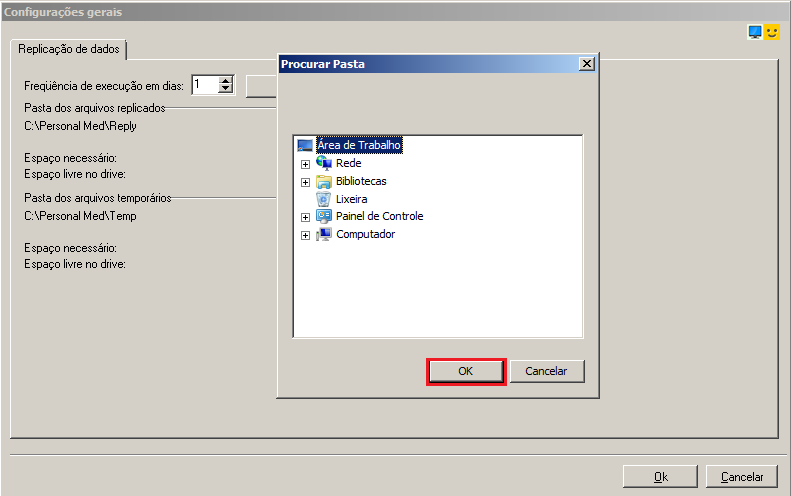 Configurações gerais
Replicação de dados
Freqüência de execução em dias: 1
Pasta dos arquivos replicados
C:\Personal Med\Reply
Espaço necessário:
Espaço livre no drive:
Pasta dos arquivos temporários
C:\Personal Med\Temp
Espaço necessário:
Espaço livre no drive:
Procurar Pasta
Área de Trabalho
Rede
Bibliotecas
Lixeira
Painel de Controle
Computador
OK Cancelar
Ok Cancelar